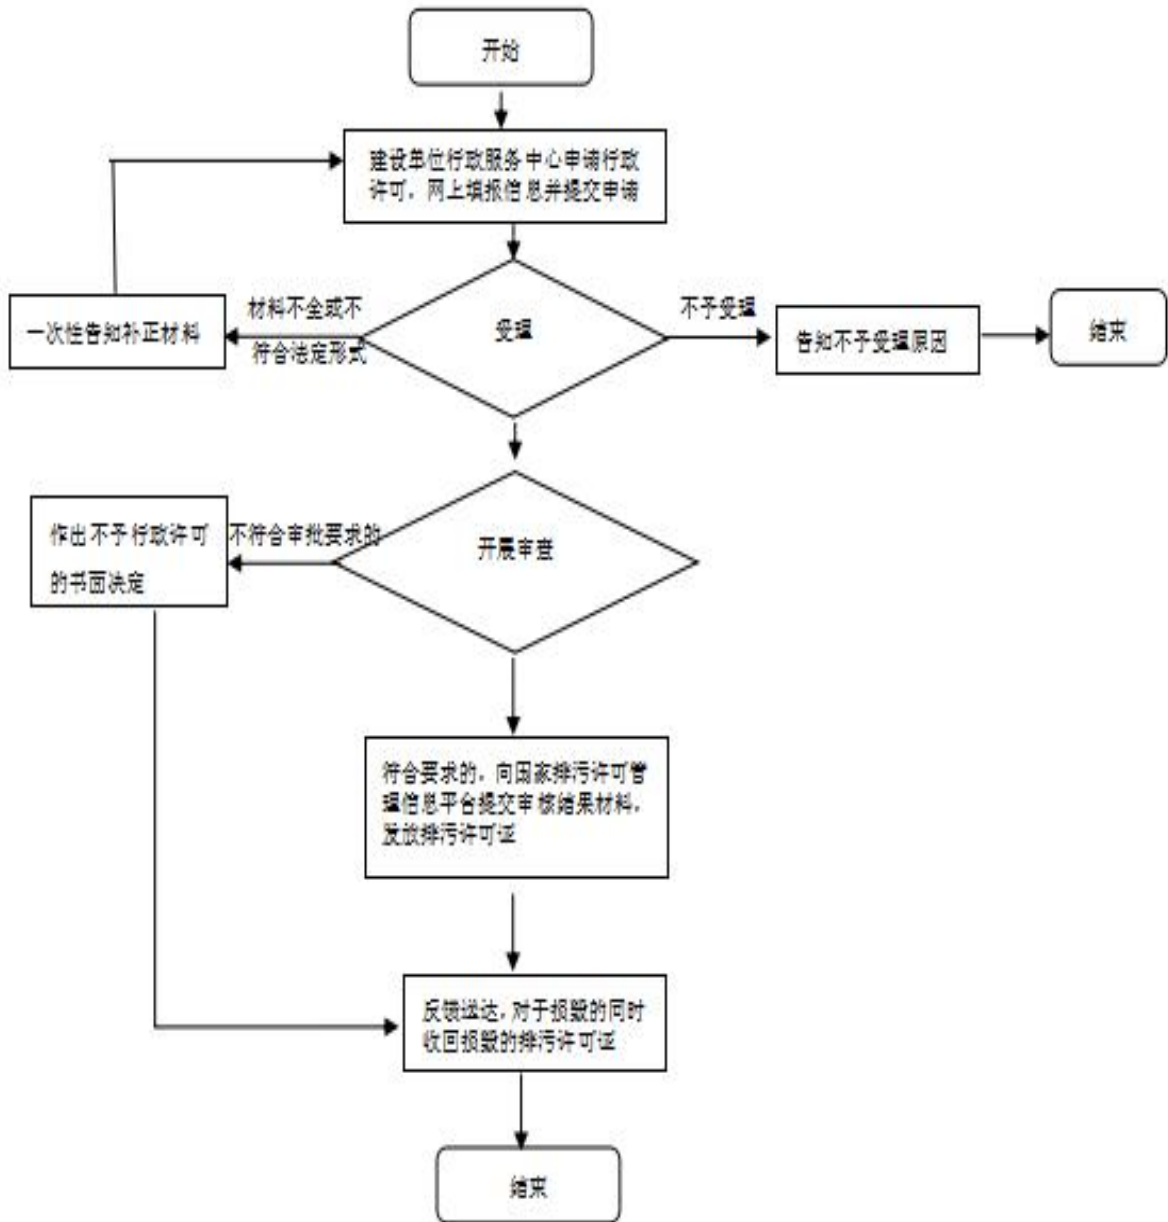 开始
建设单位行政服务中心申请行政
许可，网上填报信息并提交申请
材料不全或不
符合法定形式
一次性告知补正材料
受理
不予受理
告知不予受理原因
结束
作出不予行政许可
的书面决定
不符合审批要求的
开展审查
符合要求的，向国家排污许可管
理信息平台提交审核结果材料，
发放排污许可证
反馈送达，对于损毁的同时
收回损毁的排污许可证
结束